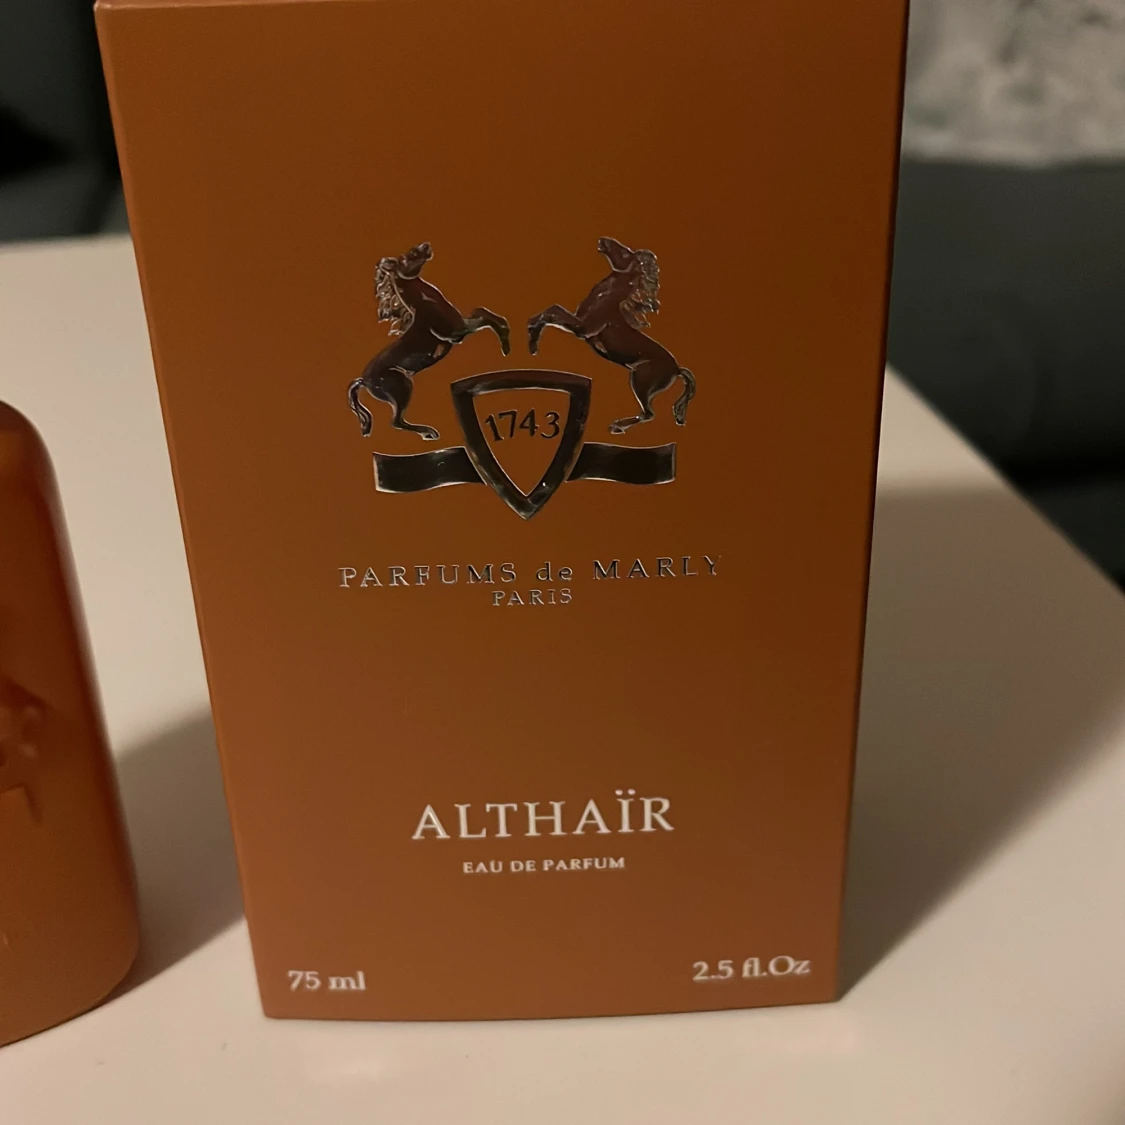 1743
PARFUMS de MARLY
PARIS
ALTHAÏR
EAU DE PARFUM
75 ml
2.5 fl.Oz